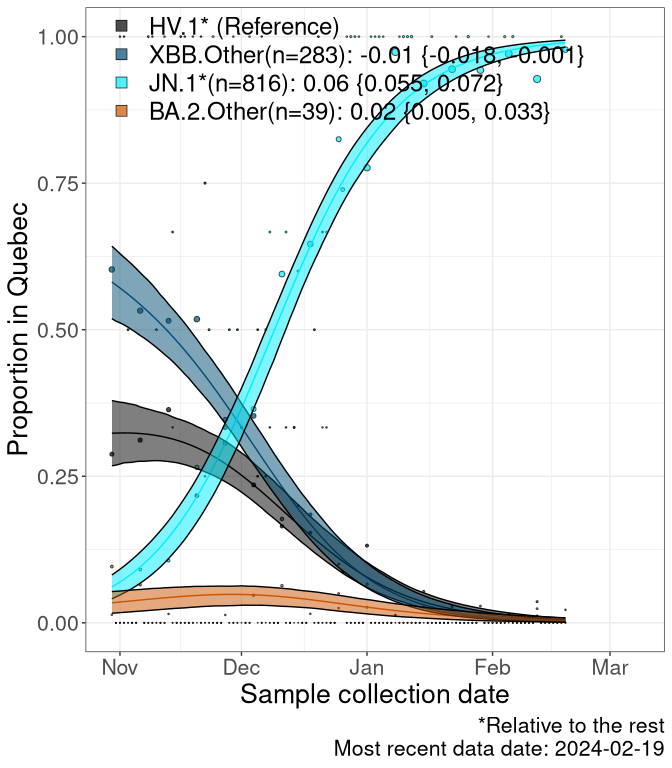 HV.1* (Reference)
XBB.Other(n=283): -0.01 {-0.018, -0.001}
JN.1*(n=816): 0.06 {0.055, 0.072}
BA.2.Other(n=39): 0.02 {0.005, 0.033}
1.00
0.75
0.50
0.25
0.00
Proportion in Quebec
Nov Dec Jan Feb Mar
Sample collection date
*Relative to the rest
Most recent data date: 2024-02-19